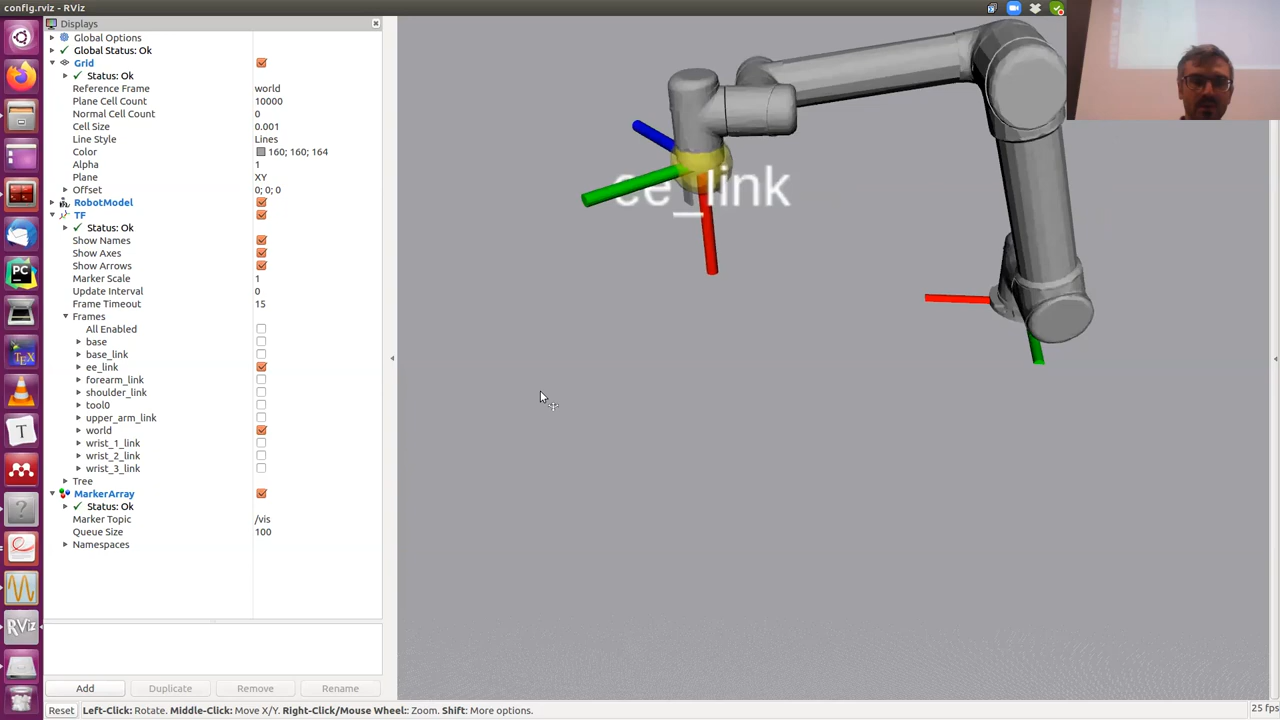 config.rviz - RViz
Displays
Global Options
Global Status: Ok
Grid
Status: Ok
Reference Frame world
Plane Cell Count 10000
Normal Cell Count 0
Cell Size 0.001
Line Style Lines
Color 160; 160; 164
Alpha 1
Plane XY
Offset 0; 0; 0
RobotModel
TF
Status: Ok
Show Names
Show Axes
Show Arrows
Marker Scale 1
Update Interval 0
Frame Timeout 15
Frames
All Enabled
base
base_link
ee_link
forearm_link
shoulder_link
tool0
upper_arm_link
world
wrist_1_link
wrist_2_link
wrist_3_link
Tree
MarkerArray
Status: Ok
Marker Topic /vis
Queue Size 100
Namespaces
Add Duplicate Remove Rename
Reset Left-Click: Rotate. Middle-Click: Move X/Y. Right-Click/Mouse Wheel:: Zoom. Shift: More options. 25 fps
ee_link
PC
TEX
T
RViz